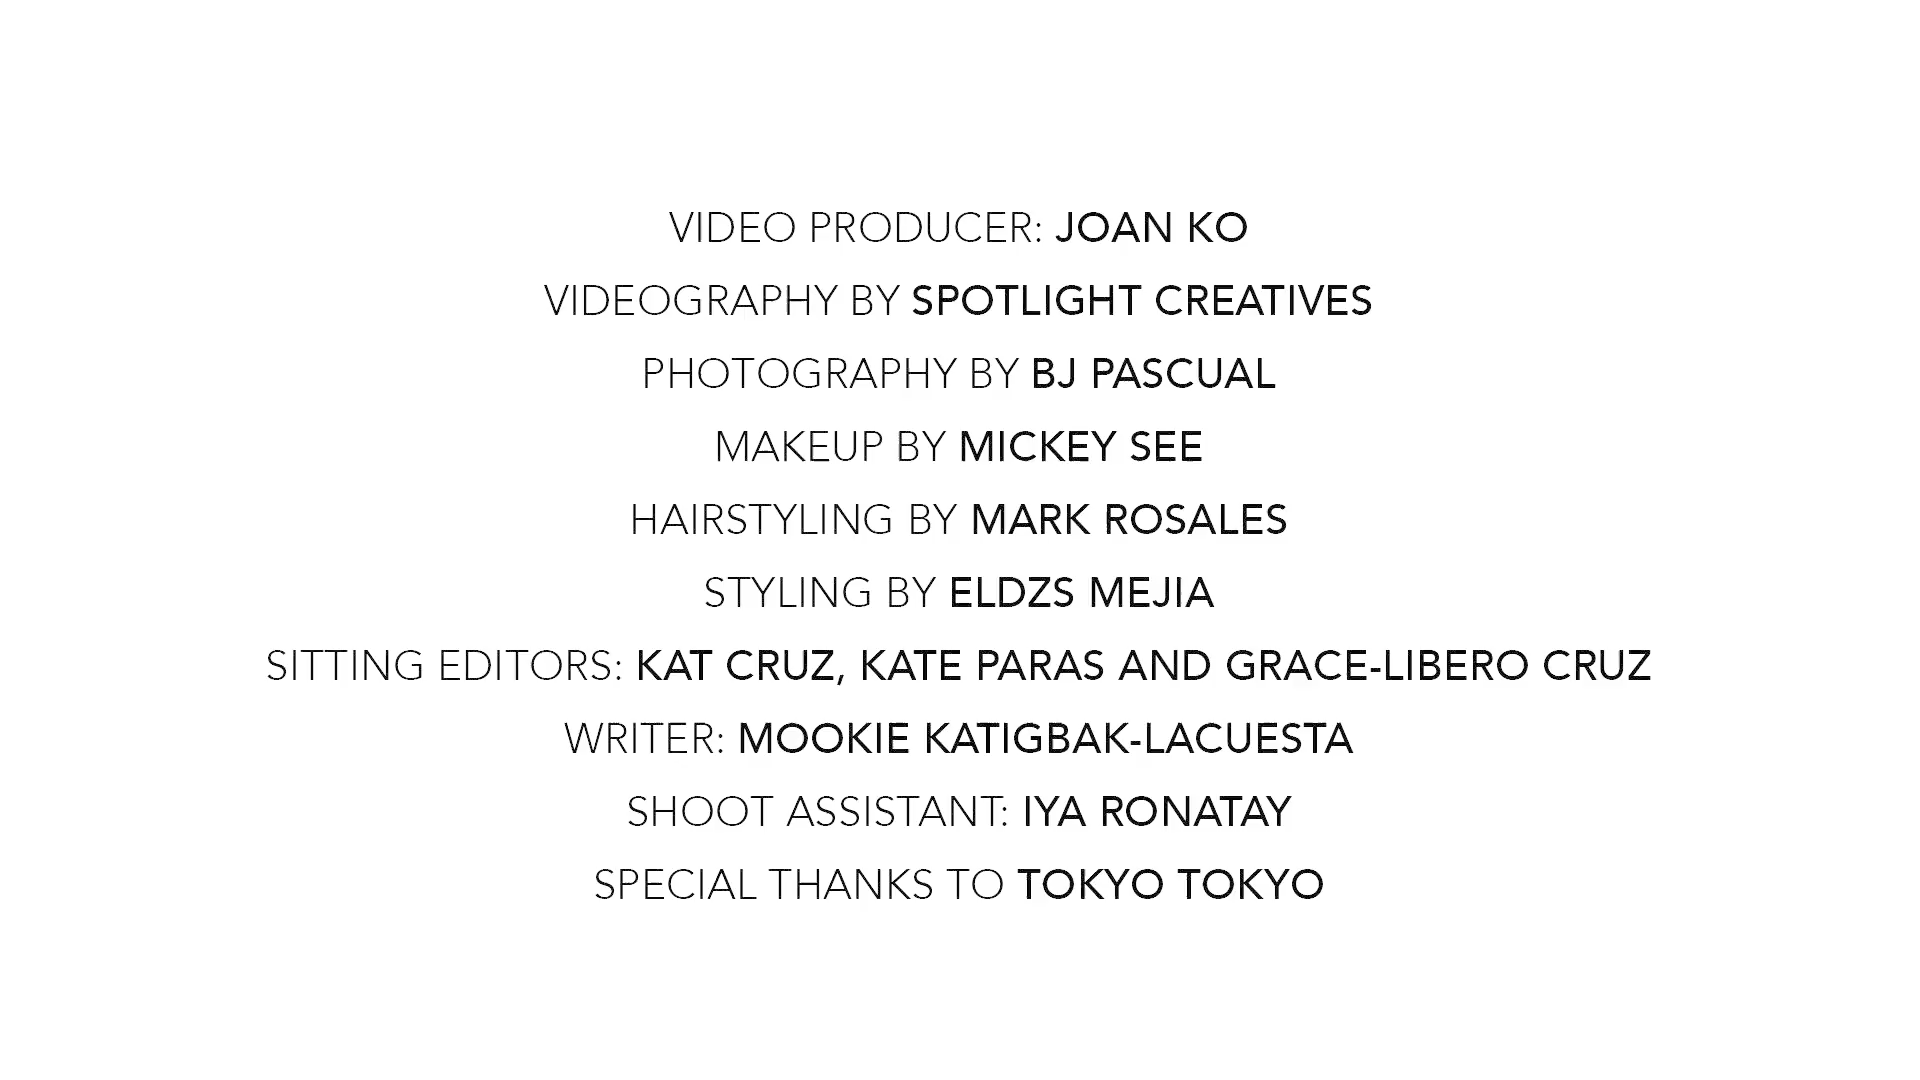 VIDEO PRODUCER: JOAN KO
VIDEOGRAPHY BY SPOTLIGHT CREATIVES
PHOTOGRAPHY BY BJ PASCUAL
MAKEUP BY MICKEY SEE
HAIRSTYLING BY MARK ROSALES
STYLING BY ELDZS MEJIA
SITTING EDITORS: KAT CRUZ, KATE PARAS AND GRACE-LIBERO CRUZ
WRITER: MOOKIE KATIGBAK-LACUESTA
SHOOT ASSISTANT: IYA RONATAY
SPECIAL THANKS TO TOKYO TOKYO